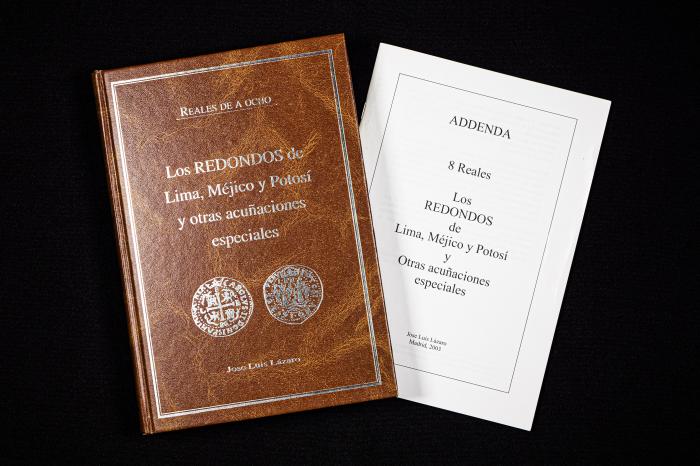 REALES DE A OCHO
Los REDONDOS de
Lima, Méjico y Potosí
y otras acuñaciones
especiales
Jose Luis Lázaro
ADDENDA
8 Reales
Los
REDONDOS
de
Lima, Méjico y Potosí
y
Otras acuñaciones
especiales
Jose Luis Lázaro
Madrid, 2003